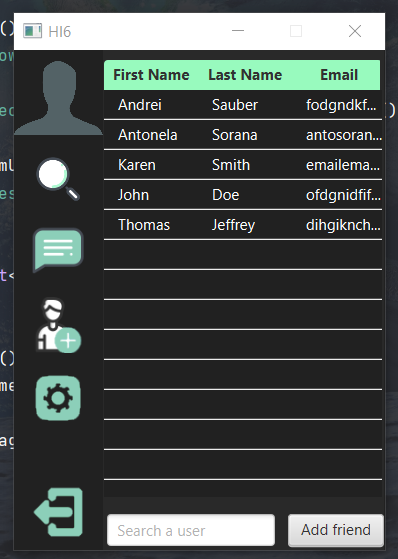 HI6
First Name Last Name Email
Andrei Sauber fodgndkf...
Antonela Sorana antosoran...
Karen Smith emailema...
John Doe ofdgnidfif...
Thomas Jeffrey dihgiknch...
Search a user Add friend